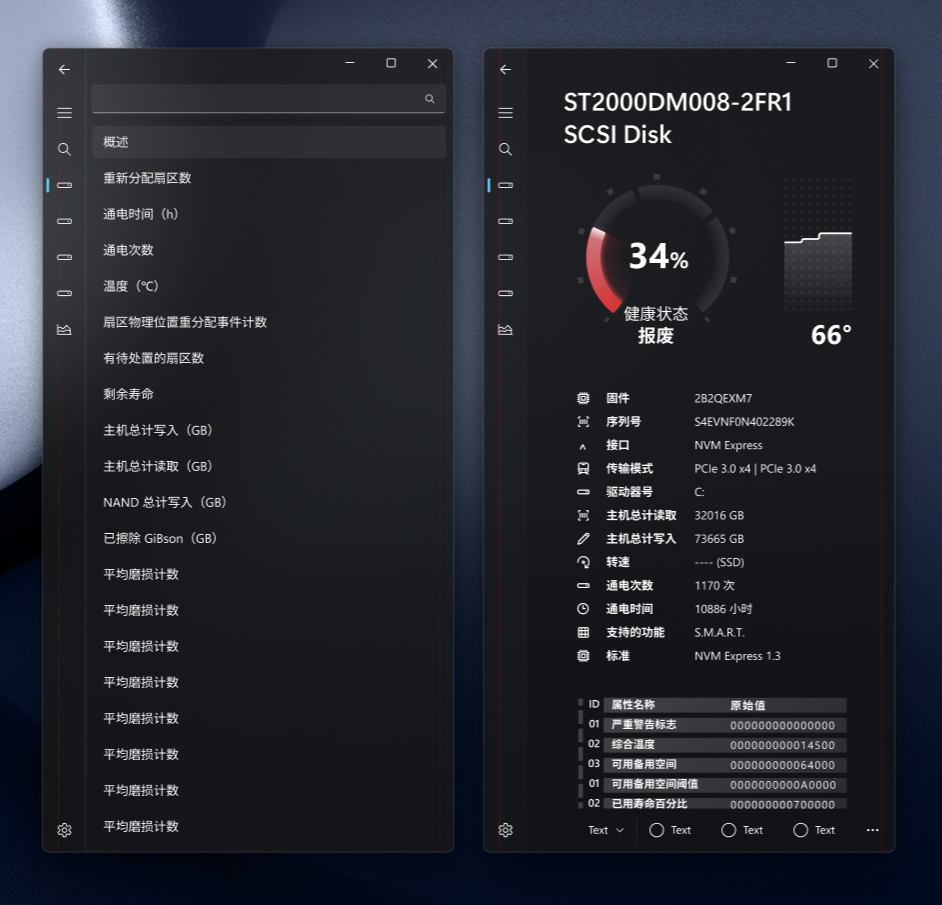 概述
重新分配扇区数
通电时间（h）
通电次数
温度（℃）
扇区物理位置重分配事件计数
有待处置的扇区数
剩余寿命
主机总计写入（GB）
主机总计读取（GB）
NAND 总计写入（GB）
已擦除 GiBson（GB）
平均磨损计数
平均磨损计数
平均磨损计数
平均磨损计数
平均磨损计数
平均磨损计数
平均磨损计数
平均磨损计数
ST2000DM008-2FR1
SCSI Disk
34%
健康状态
报废
66°
固件 2B2QEXM7
序列号 S4EVNF0N402289K
接口 NVM Express
传输模式 PCIe 3.0 x4 | PCIe 3.0 x4
驱动器号 C:
主机总计读取 32016 GB
主机总计写入 73665 GB
转速 ---- (SSD)
通电次数 1170 次
通电时间 10886 小时
支持的功能 S.M.A.R.T.
标准 NVM Express 1.3
ID 属性名称 原始值
01 严重警告标志 000000000000000
02 综合温度 000000000014500
03 可用备用空间 000000000064000
01 可用备用空间阈值 0000000000A0000
02 已用寿命百分比 000000000700000
Text Text Text Text